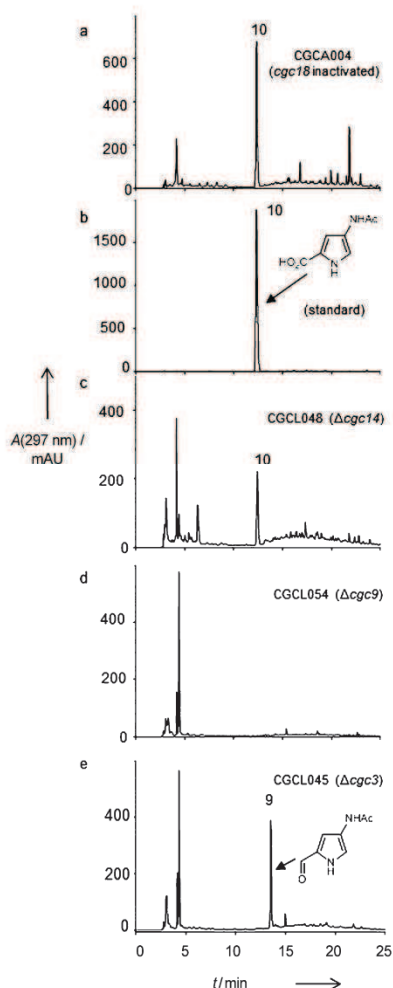 a
10
CGCA004
(cgc18 inactivated)
600
400
200
0
b
10
NHAc
HO2C
N
H
(standard)
1500
1000
500
0
A(297 nm) /
mAU
c
CGCL048 (Δcgc14)
10
400
200
0
d
CGCL054 (Δcgc9)
400
200
0
e
CGCL045 (Δcgc3)
9
NHAc
N
H
O
400
200
0
0 5 10 15 20 25
t/min